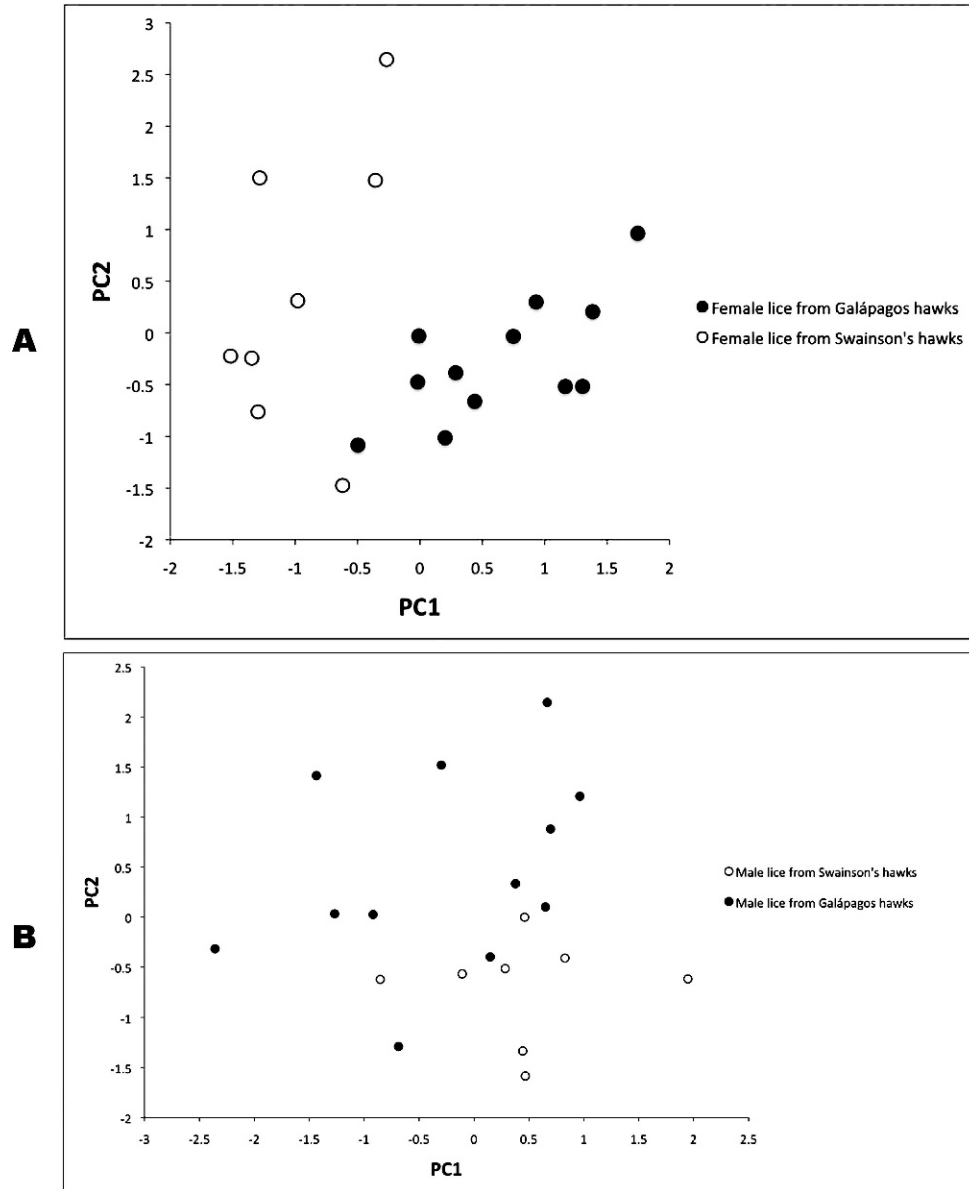 A
3
2.5
2
1.5
1
0.5
0
-0.5
-1
-1.5
-2
PC2
-2 -1.5 -1 -0.5 0 0.5 1 1.5 2
PC1
Female lice from Galápagos hawks
Female lice from Swainson's hawks
B
2.5
2
1.5
1
0.5
0
-0.5
-1
-1.5
-2
PC2
-3 -2.5 -2 -1.5 -1 -0.5 0 0.5 1 1.5 2 2.5
PC1
Male lice from Swainson's hawks
Male lice from Galápagos hawks